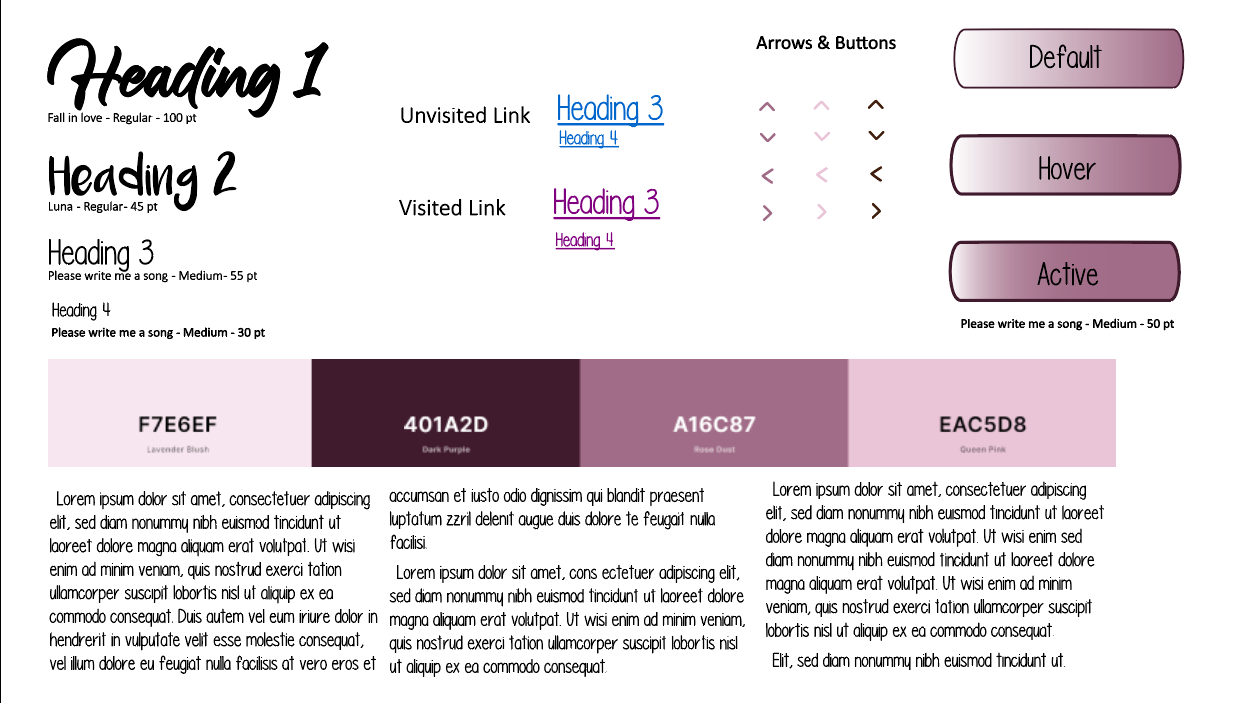 Heading 1
Fall in love - Regular - 100 pt
Heading 2
Luna - Regular- 45 pt
Heading 3
Please write me a song - Medium- 55 pt
Heading 4
Please write me a song - Medium - 30 pt
Unvisited Link
Heading 3
Heading 4
Visited Link
Heading 3
Heading 4
Arrows & Buttons
Default
Hover
Active
Please write me a song - Medium - 50 pt
F7E6EF
Lavender Blush
401A2D
Dark Purple
A16C87
Rose Dust
EAC5D8
Queen Pink
Lorem ipsum dolor sit amet, consectetuer adipiscing
elit, sed diam nonummy nibh euismod tincidunt ut
laoreet dolore magna aliquam erat volutpat. Ut wisi
enim ad minim veniam, quis nostrud exerci tation
ullamcorper suscipit lobortis nisl ut aliquip ex ea
commodo consequat. Duis autem vel eum iriure dolor in
hendrerit in vulputate velit esse molestie consequat,
vel illum dolore eu feugiat nulla facilisis at vero eros et
accumsan et iusto odio dignissim qui blandit praesent
luptatum zzril delenit augue duis dolore te feugait nulla
facilisi.
Lorem ipsum dolor sit amet, cons ectetuer adipiscing elit,
sed diam nonummy nibh euismod tincidunt ut laoreet dolore
magna aliquam erat volutpat. Ut wisi enim ad minim veniam,
quis nostrud exerci tation ullamcorper suscipit lobortis nisl
ut aliquip ex ea commodo consequat.
Lorem ipsum dolor sit amet, consectetuer adipiscing
elit, sed diam nonummy nibh euismod tincidunt ut laoreet
dolore magna aliquam erat volutpat. Ut wisi enim sed
diam nonummy nibh euismod tincidunt ut laoreet dolore
magna aliquam erat volutpat. Ut wisi enim ad minim
veniam, quis nostrud exerci tation ullamcorper suscipit
lobortis nisl ut aliquip ex ea commodo consequat.
Elit, sed diam nonummy nibh euismod tincidunt ut.